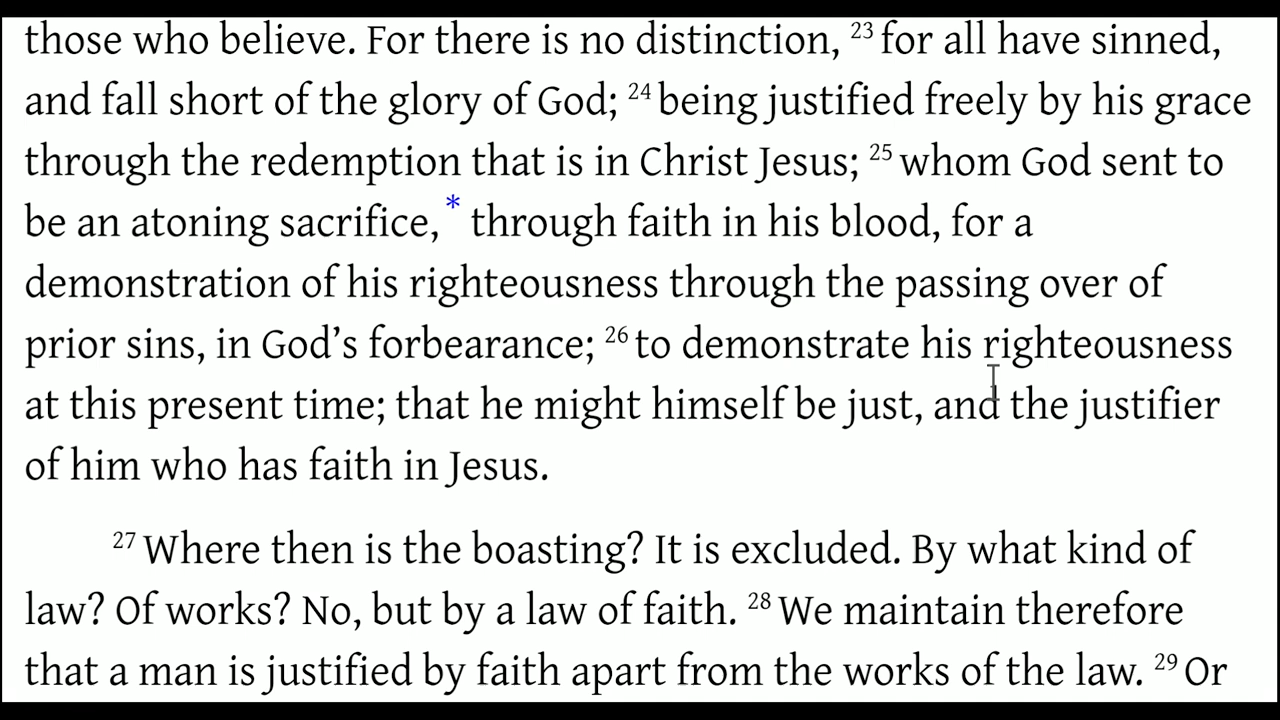 those who believe. For there is no distinction, 23 for all have sinned,
and fall short of the glory of God; 24 being justified freely by his grace
through the redemption that is in Christ Jesus; 25 whom God sent to
be an atoning sacrifice,* through faith in his blood, for a
demonstration of his righteousness through the passing over of
prior sins, in God’s forbearance; 26 to demonstrate his righteousness
at this present time; that he might himself be just, and the justifier
of him who has faith in Jesus.
27 Where then is the boasting? It is excluded. By what kind of
law? Of works? No, but by a law of faith. 28 We maintain therefore
that a man is justified by faith apart from the works of the law. 29 Or